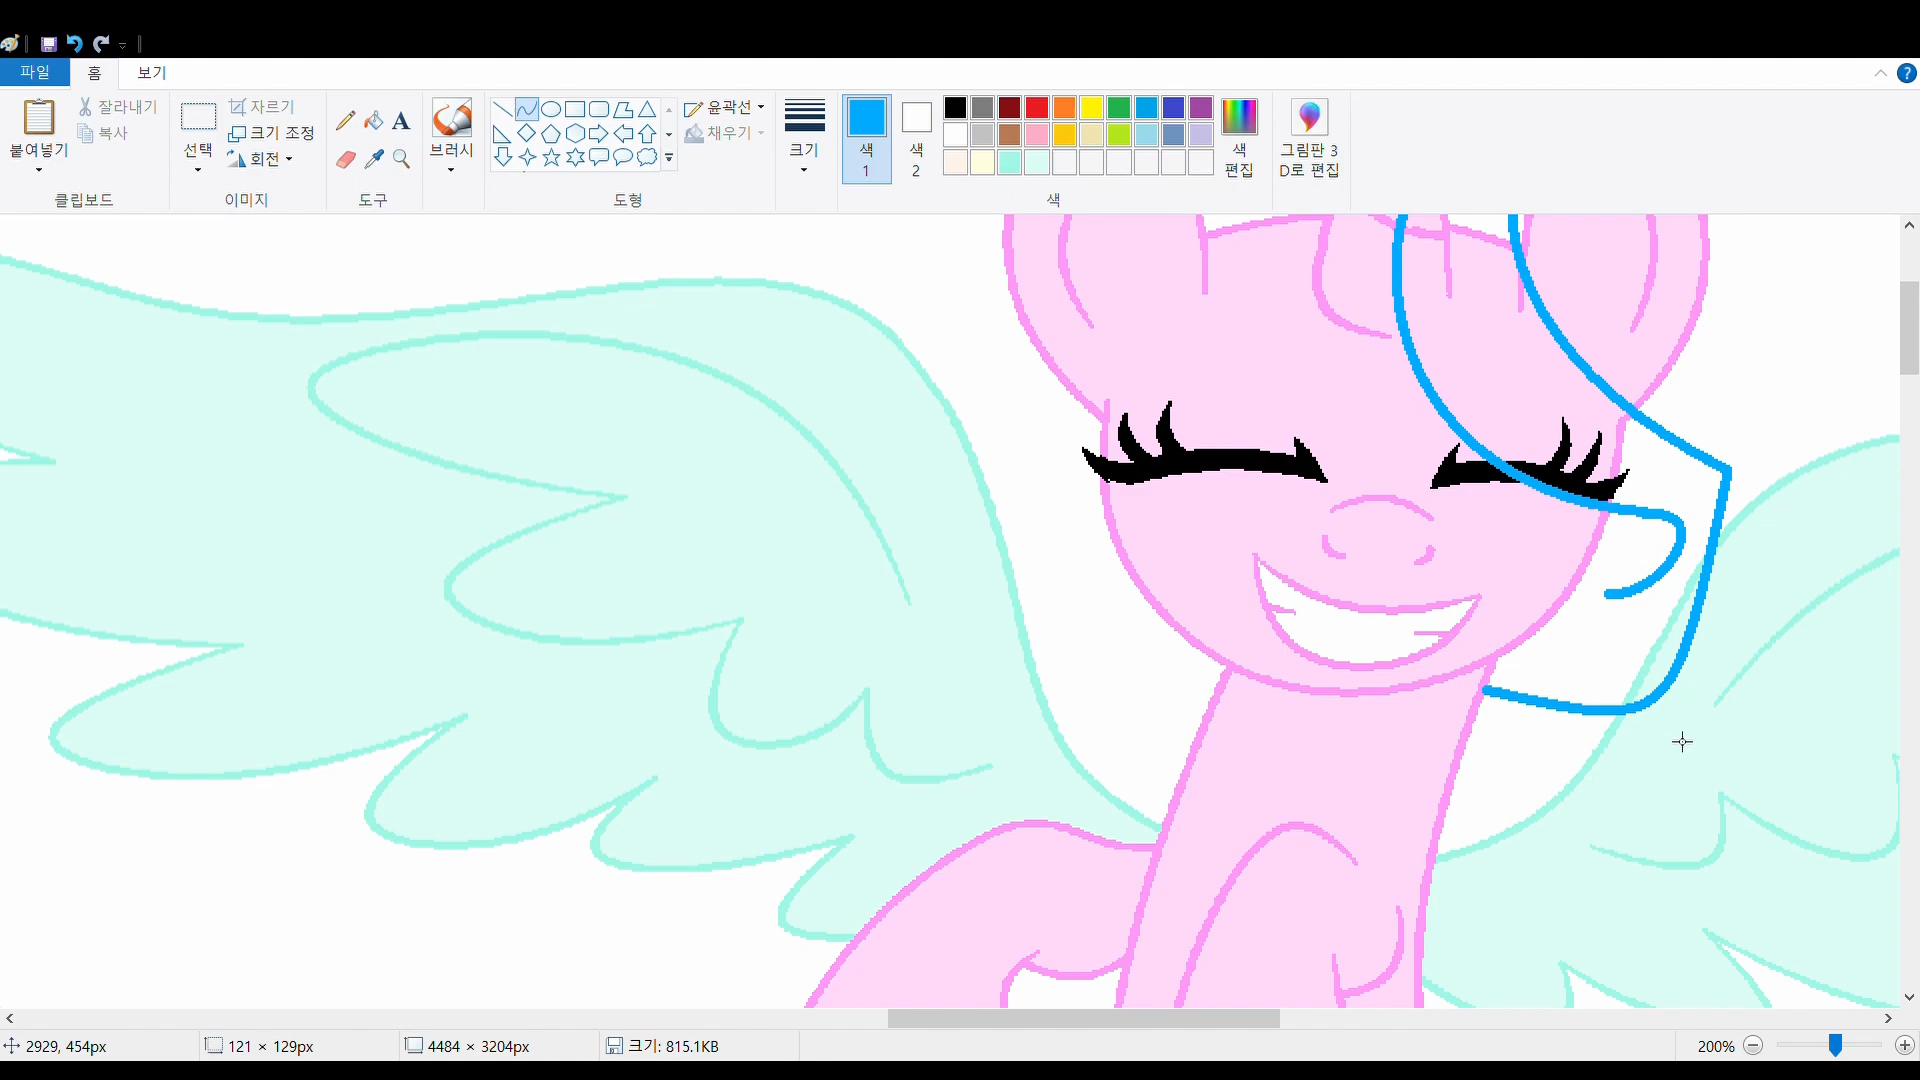 파일 홈 보기
?
붙여넣기
잘라내기
복사
클립보드
선택
자르기
크기 조정
회전
이미지
A
도구
브러시
윤곽선
채우기
도형
크기
색
1
색
2
색
편집
색
그림판 3
D로 편집
2929, 454px
121 × 129px
4484 × 3204px
크기: 815.1KB
200%